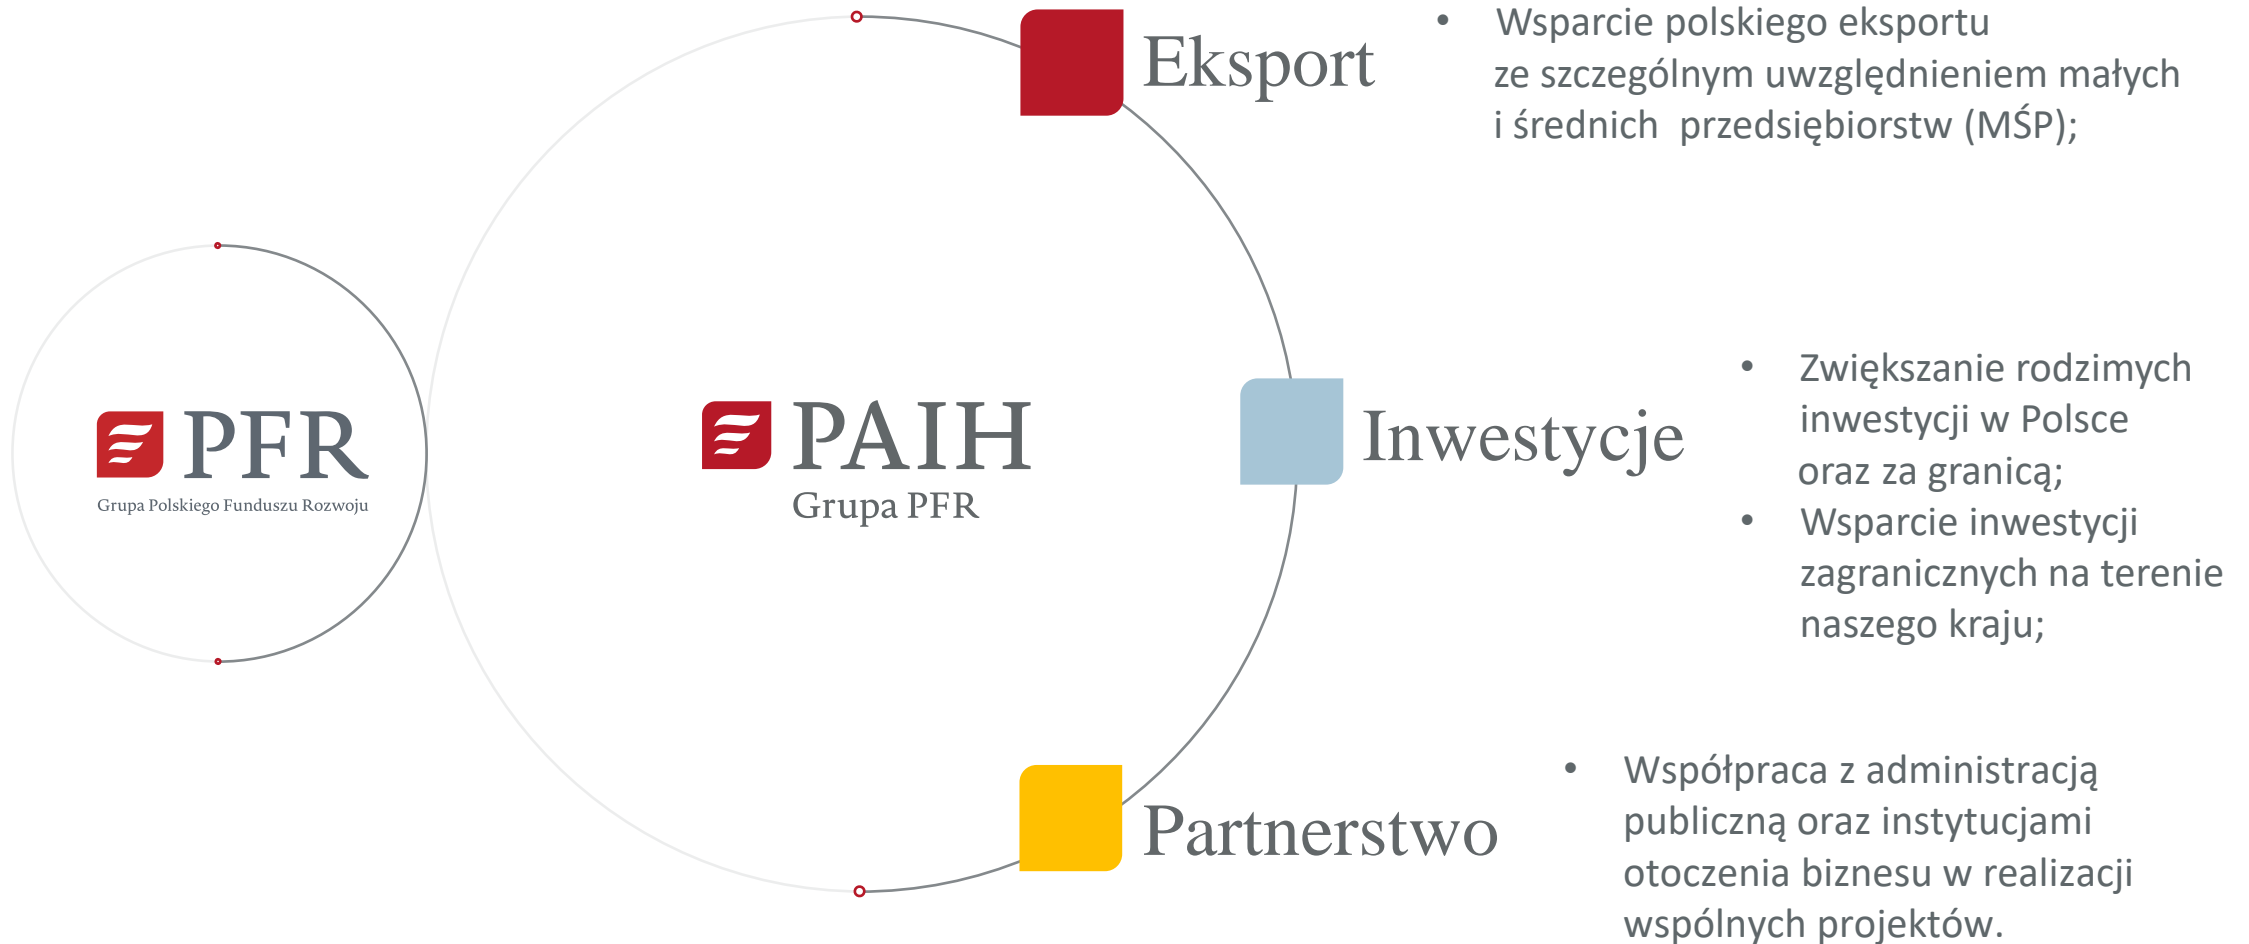 PFR
Grupa Polskiego Funduszu Rozwoju
PAIH
Grupa PFR
Eksport
• Wsparcie polskiego eksportu
ze szczególnym uwzględnieniem małych
i średnich przedsiębiorstw (MŚP);
Inwestycje
• Zwiększanie rodzimych
inwestycji w Polsce
oraz za granicą;
• Wsparcie inwestycji
zagranicznych na terenie
naszego kraju;
Partnerstwo
• Współpraca z administracją
publiczną oraz instytucjami
otoczenia biznesu w realizacji
wspólnych projektów.